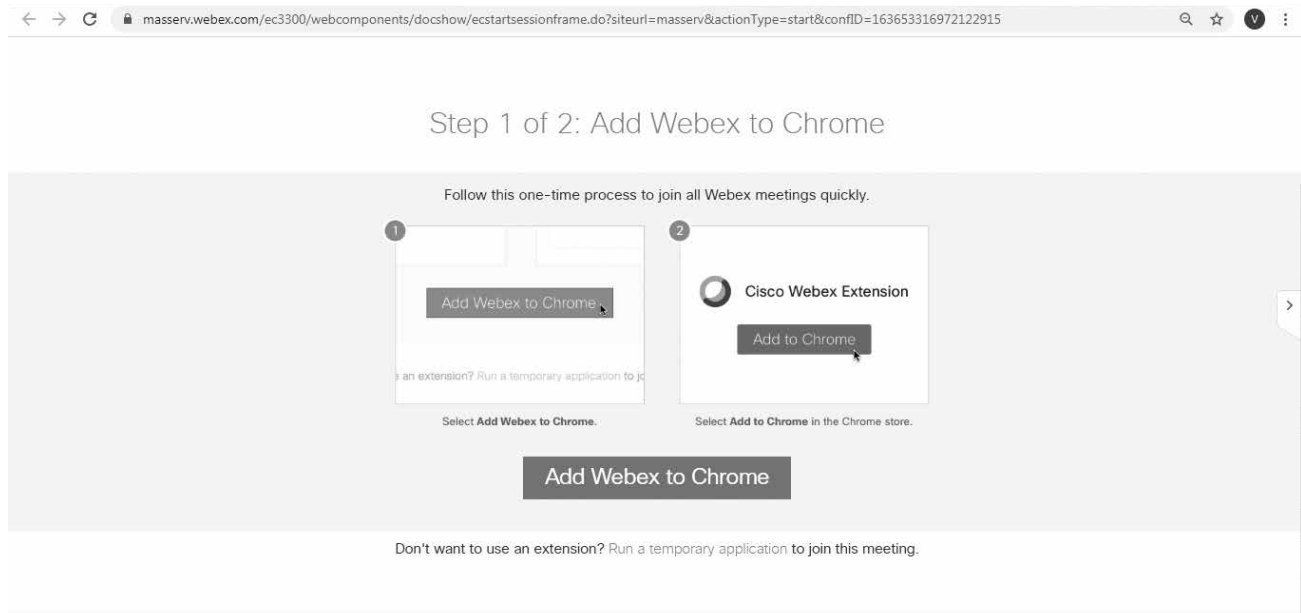 masserv.webex.com/ec3300/webcomponents/docshow/ecstartsessionframe.do?siteurl=masserv&actionType=start&confID=163653316972122915
V
Step 1 of 2: Add Webex to Chrome
Follow this one-time process to join all Webex meetings quickly.
1
Add Webex to Chrome
an extension? Run a temporary application to jo
Select Add Webex to Chrome.
2
Cisco Webex Extension
Add to Chrome
Select Add to Chrome in the Chrome store.
Add Webex to Chrome
Don't want to use an extension? Run a temporary application to join this meeting.